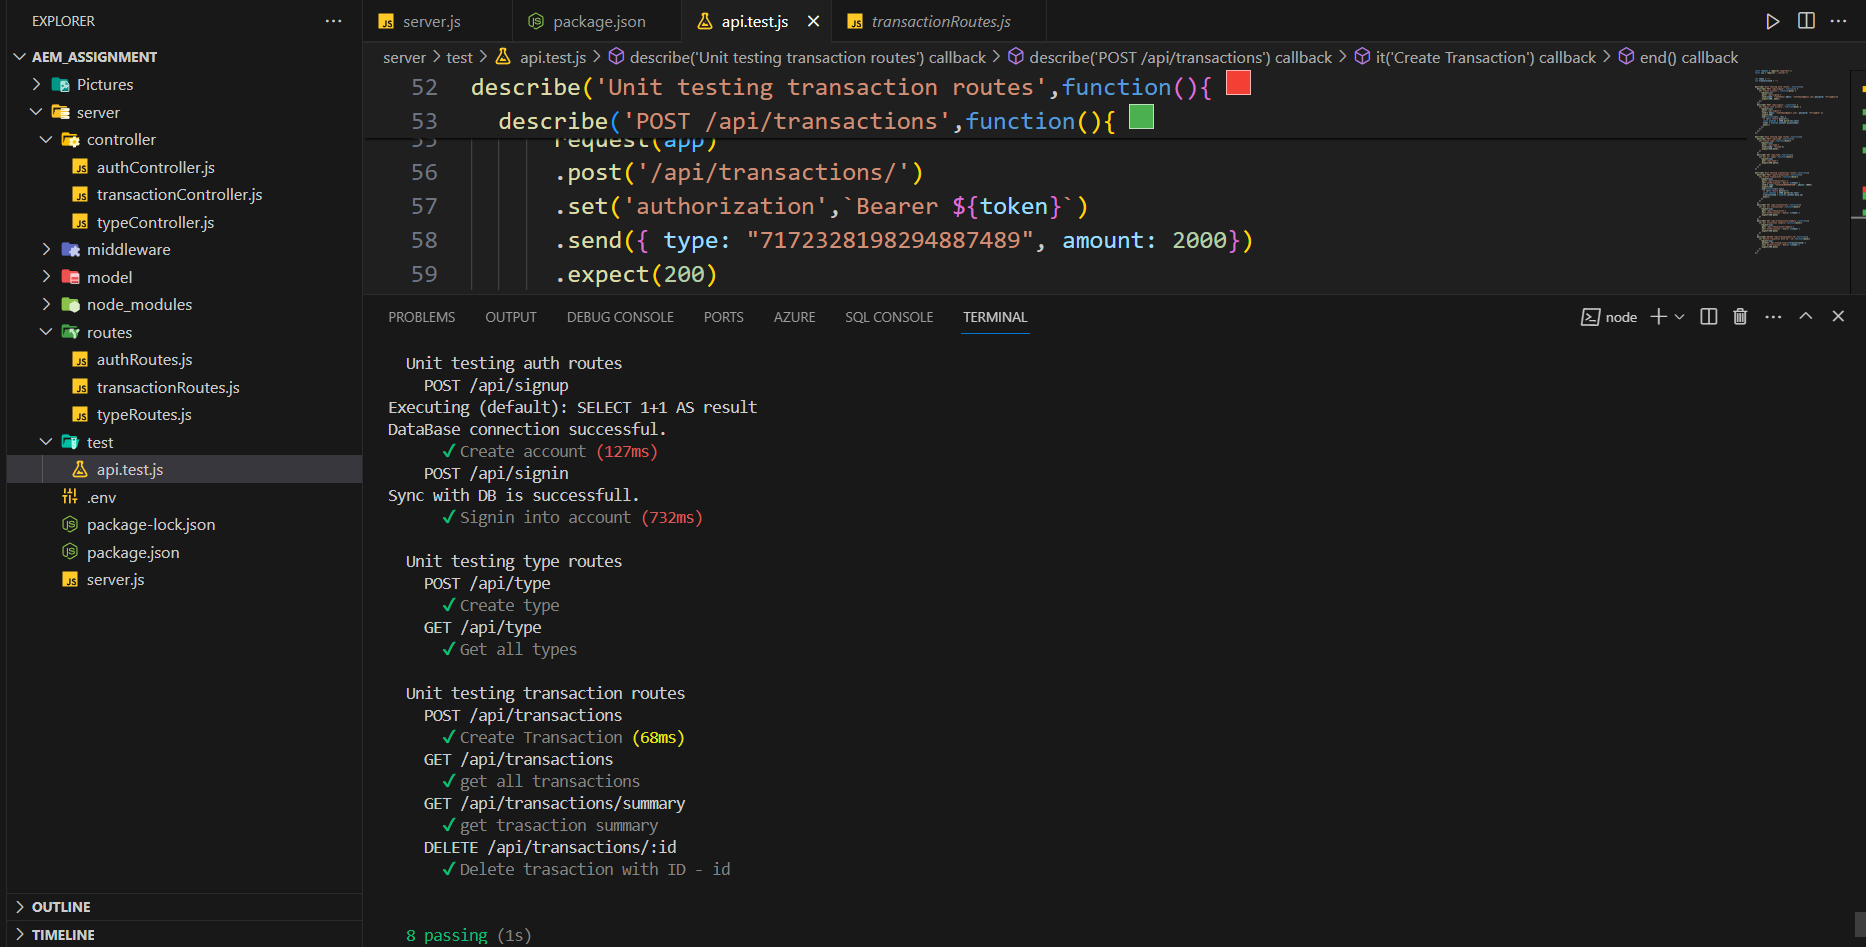 EXPLORER
AEM_ASSIGNMENT
Pictures
server
controller
authController.js
transactionController.js
typeController.js
middleware
model
node_modules
routes
authRoutes.js
transactionRoutes.js
typeRoutes.js
test
api.test.js
.env
package-lock.json
package.json
server.js
OUTLINE
TIMELINE
server.js package.json api.test.js transactionRoutes.js
server > test > api.test.js > describe('Unit testing transaction routes') callback > describe('POST /api/transactions') callback > it('Create Transaction') callback > end() callback
52 describe('Unit testing transaction routes',function(){
53 describe('POST /api/transactions',function(){
55 request(app)
56 .post('/api/transactions/')
57 .set('authorization',`Bearer ${token}`)
58 .send({ type: "7172328198294887489", amount: 2000})
59 .expect(200)
PROBLEMS OUTPUT DEBUG CONSOLE PORTS AZURE SQL CONSOLE TERMINAL node
Unit testing auth routes
POST /api/signup
Executing (default): SELECT 1+1 AS result
DataBase connection successful.
✓ Create account (127ms)
POST /api/signin
Sync with DB is successfull.
✓ Signin into account (732ms)
Unit testing type routes
POST /api/type
✓ Create type
GET /api/type
✓ Get all types
Unit testing transaction routes
POST /api/transactions
✓ Create Transaction (68ms)
GET /api/transactions
✓ get all transactions
GET /api/transactions/summary
✓ get trasaction summary
DELETE /api/transactions/:id
✓ Delete trasaction with ID - id
8 passing (1s)